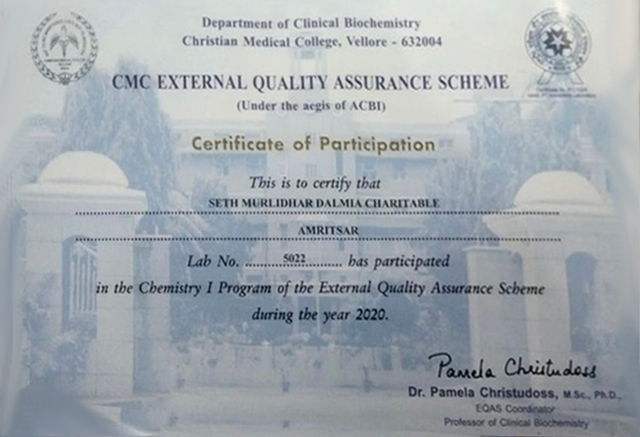 Department of Clinical Biochemistry
Christian Medical College, Vellore - 632004
CMC EXTERNAL QUALITY ASSURANCE SCHEME
(Under the aegis of ACBI)
Certificate of Participation
This is to certify that
SETH MURLIDHAR DALMIA CHARITABLE
AMRITSAR
Lab No. 5022 has participated
in the Chemistry I Program of the External Quality Assurance Scheme
during the year 2020.
Pamela Christudoss
Dr. Pamela Christudoss, M.Sc., Ph.D.,
EQAS Coordinator
Professor of Clinical Biochemistry